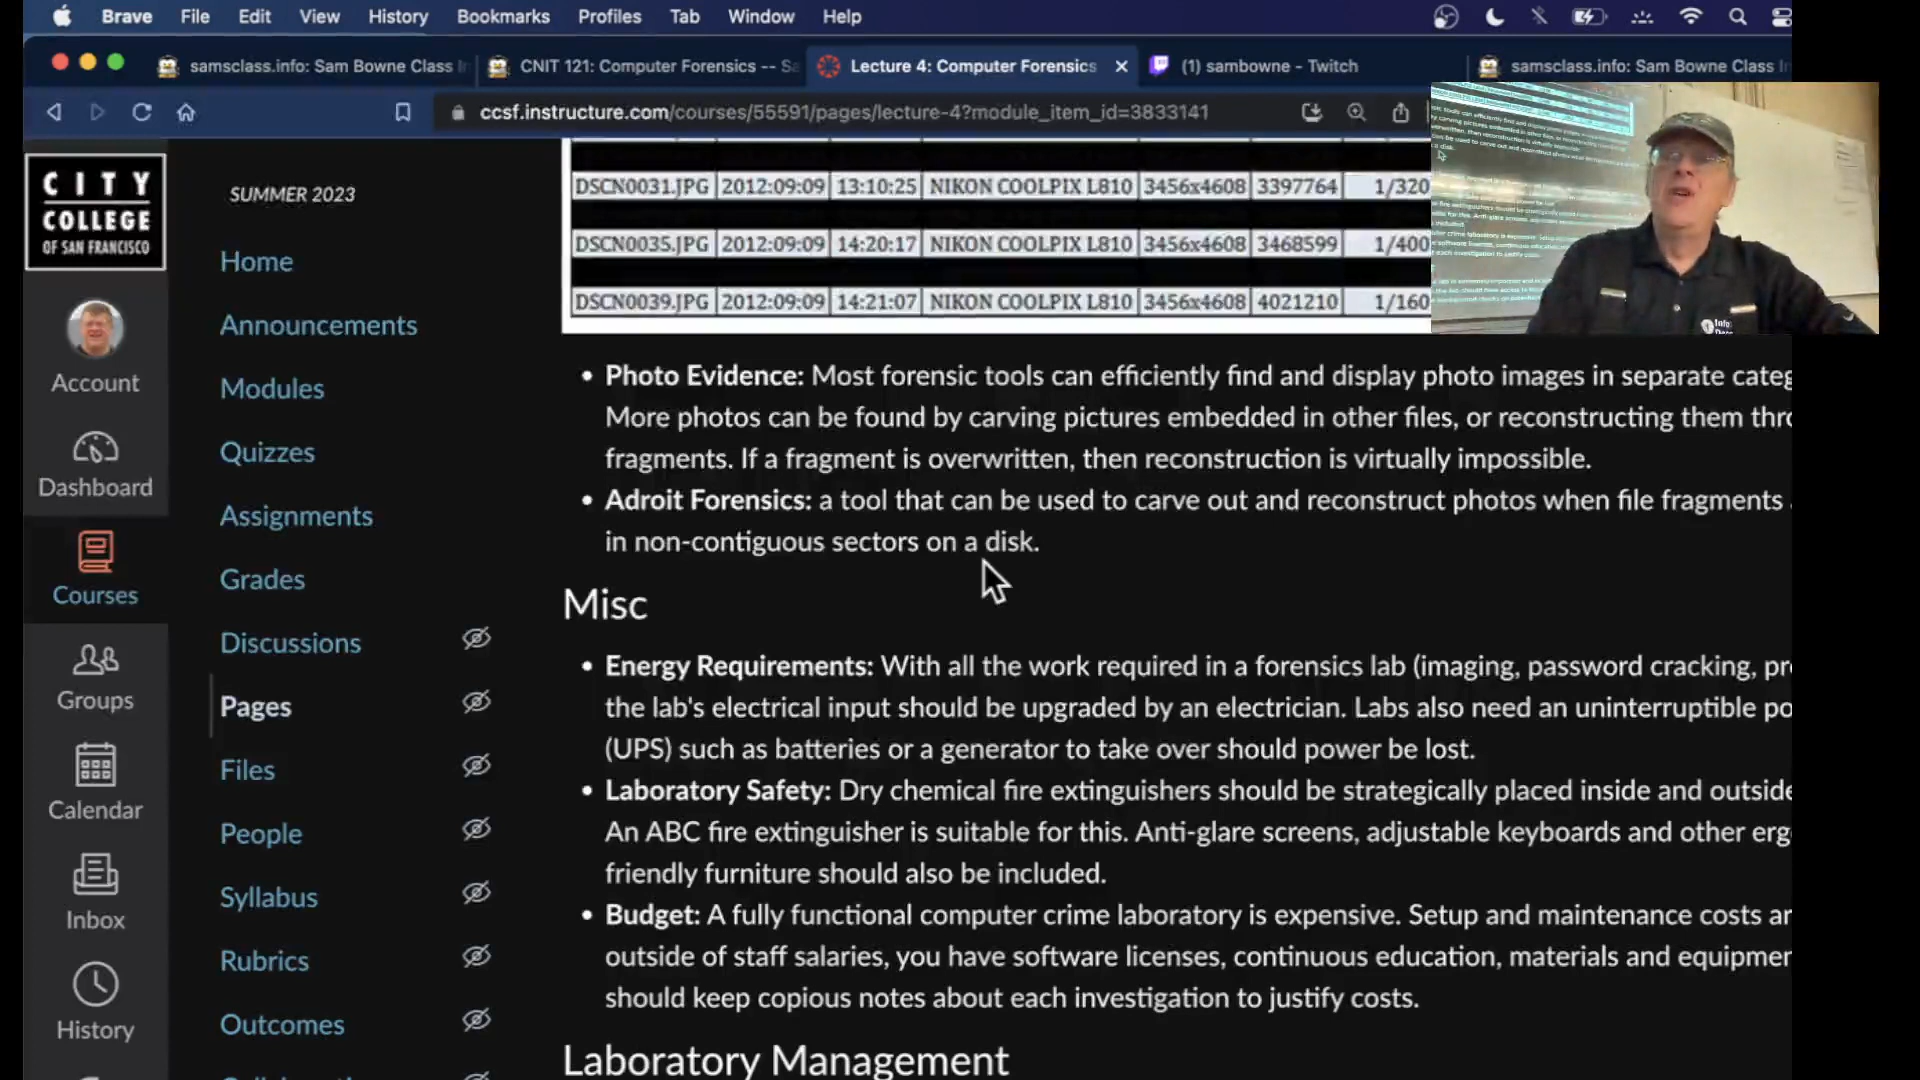 Brave File Edit View History Bookmarks Profiles Tab Window Help
samsclass.info: Sam Bowne Class I
CNIT 121: Computer Forensics -- Sa
Lecture 4: Computer Forensics
(1) sambowne - Twitch
samsclass.info: Sam Bowne Class In
ccsf.instructure.com/courses/55591/pages/lecture-4?module_item_id=3833141
CITY
COLLEGE
OF SAN FRANCISCO
Account
Dashboard
Courses
Groups
Calendar
Inbox
History
SUMMER 2023
Home
Announcements
Modules
Quizzes
Assignments
Grades
Discussions
Pages
Files
People
Syllabus
Rubrics
Outcomes
DSCN0031.JPG 2012:09:09 13:10:25 NIKON COOLPIX L810 3456x4608 3397764 1/320
DSCN0035.JPG 2012:09:09 14:20:17 NIKON COOLPIX L810 3456x4608 3468599 1/400
DSCN0039.JPG 2012:09:09 14:21:07 NIKON COOLPIX L810 3456x4608 4021210 1/160
• Photo Evidence: Most forensic tools can efficiently find and display photo images in separate categ
More photos can be found by carving pictures embedded in other files, or reconstructing them thro
fragments. If a fragment is overwritten, then reconstruction is virtually impossible.
• Adroit Forensics: a tool that can be used to carve out and reconstruct photos when file fragments
in non-contiguous sectors on a disk.
Misc
• Energy Requirements: With all the work required in a forensics lab (imaging, password cracking, pr
the lab's electrical input should be upgraded by an electrician. Labs also need an uninterruptible po
(UPS) such as batteries or a generator to take over should power be lost.
• Laboratory Safety: Dry chemical fire extinguishers should be strategically placed inside and outside
An ABC fire extinguisher is suitable for this. Anti-glare screens, adjustable keyboards and other erg
friendly furniture should also be included.
• Budget: A fully functional computer crime laboratory is expensive. Setup and maintenance costs ar
outside of staff salaries, you have software licenses, continuous education, materials and equipmen
should keep copious notes about each investigation to justify costs.
Laboratory Management